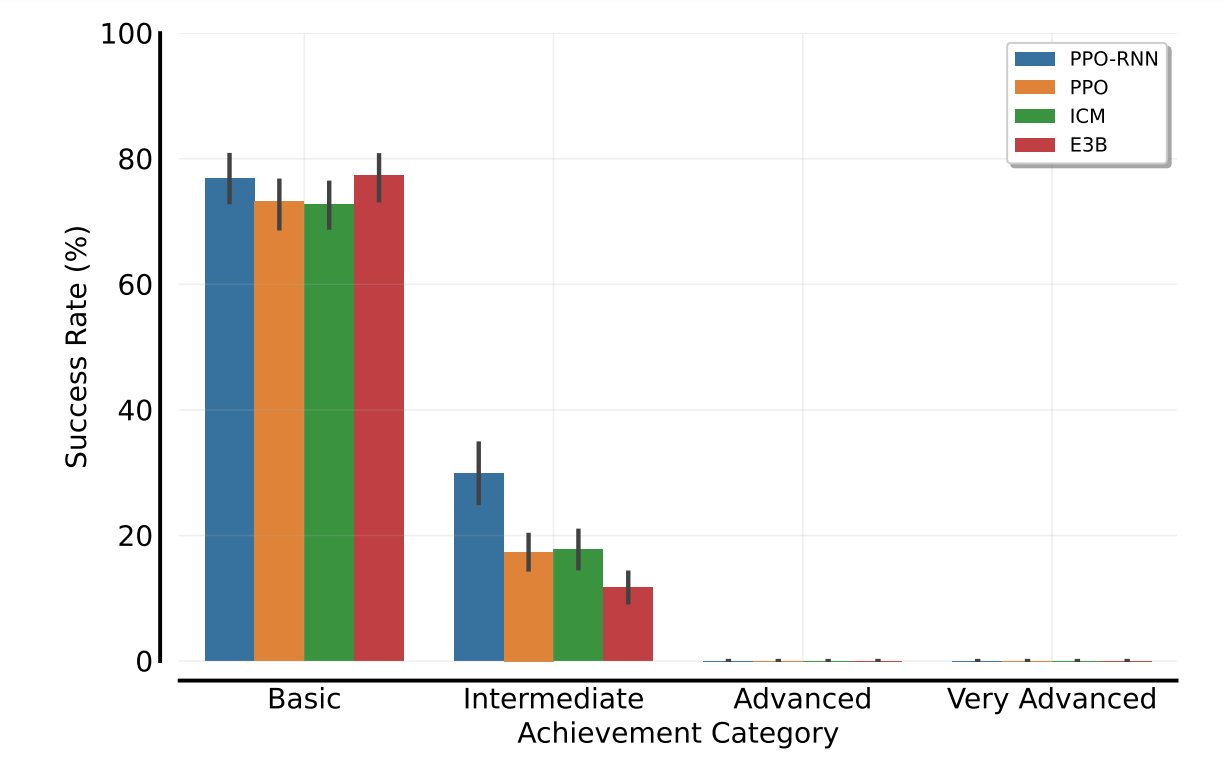 100
80
60
40
20
0
Success Rate (%)
PPO-RNN
PPO
ICM
E3B
Basic Intermediate Advanced Very Advanced
Achievement Category